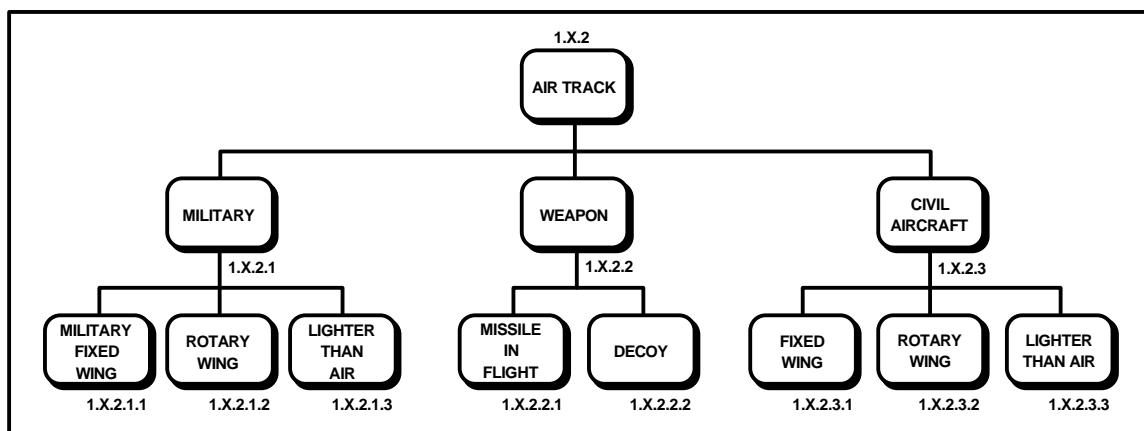 1.X.2
AIR TRACK
MILITARY
WEAPON
CIVIL
AIRCRAFT
1.X.2.1
1.X.2.2
1.X.2.3
MILITARY
FIXED
WING
ROTARY
WING
LIGHTER
THAN
AIR
MISSILE
IN
FLIGHT
DECOY
FIXED
WING
ROTARY
WING
LIGHTER
THAN AIR
1.X.2.1.1
1.X.2.1.2
1.X.2.1.3
1.X.2.2.1
1.X.2.2.2
1.X.2.3.1
1.X.2.3.2
1.X.2.3.3